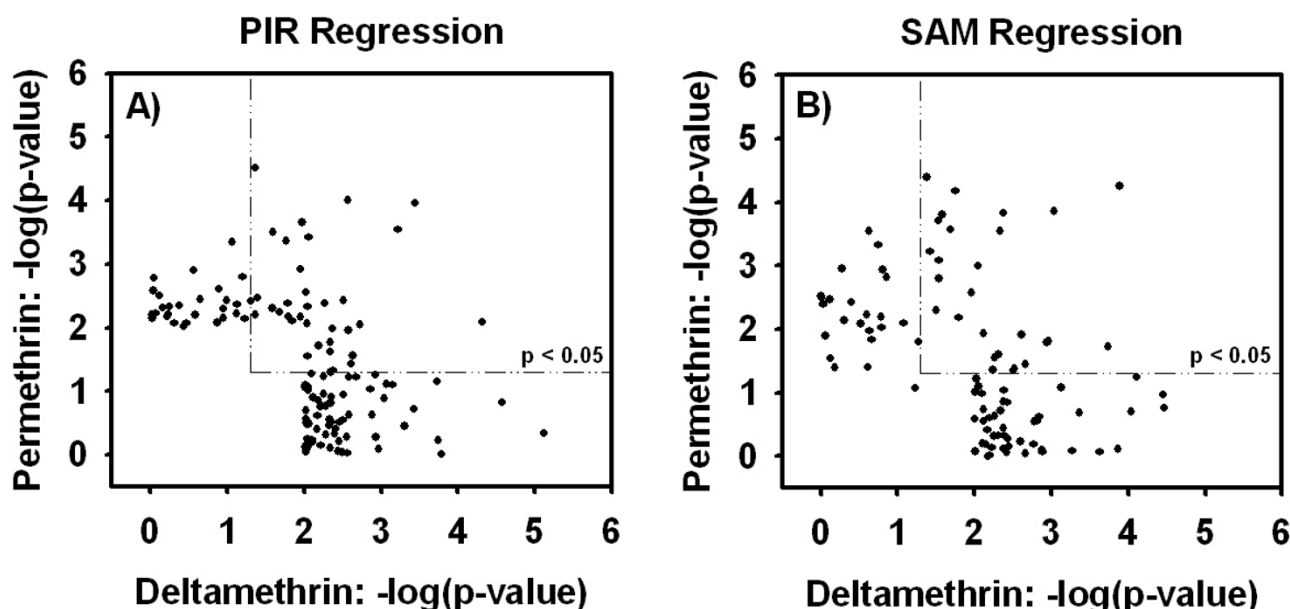 PIR Regression
Permethrin: -log(p-value)
6
5
4
3
2
1
0
A)
p < 0.05
0 1 2 3 4 5 6
Deltamethrin: -log(p-value)
SAM Regression
Permethrin: -log(p-value)
6
5
4
3
2
1
0
B)
p < 0.05
0 1 2 3 4 5 6
Deltamethrin: -log(p-value)